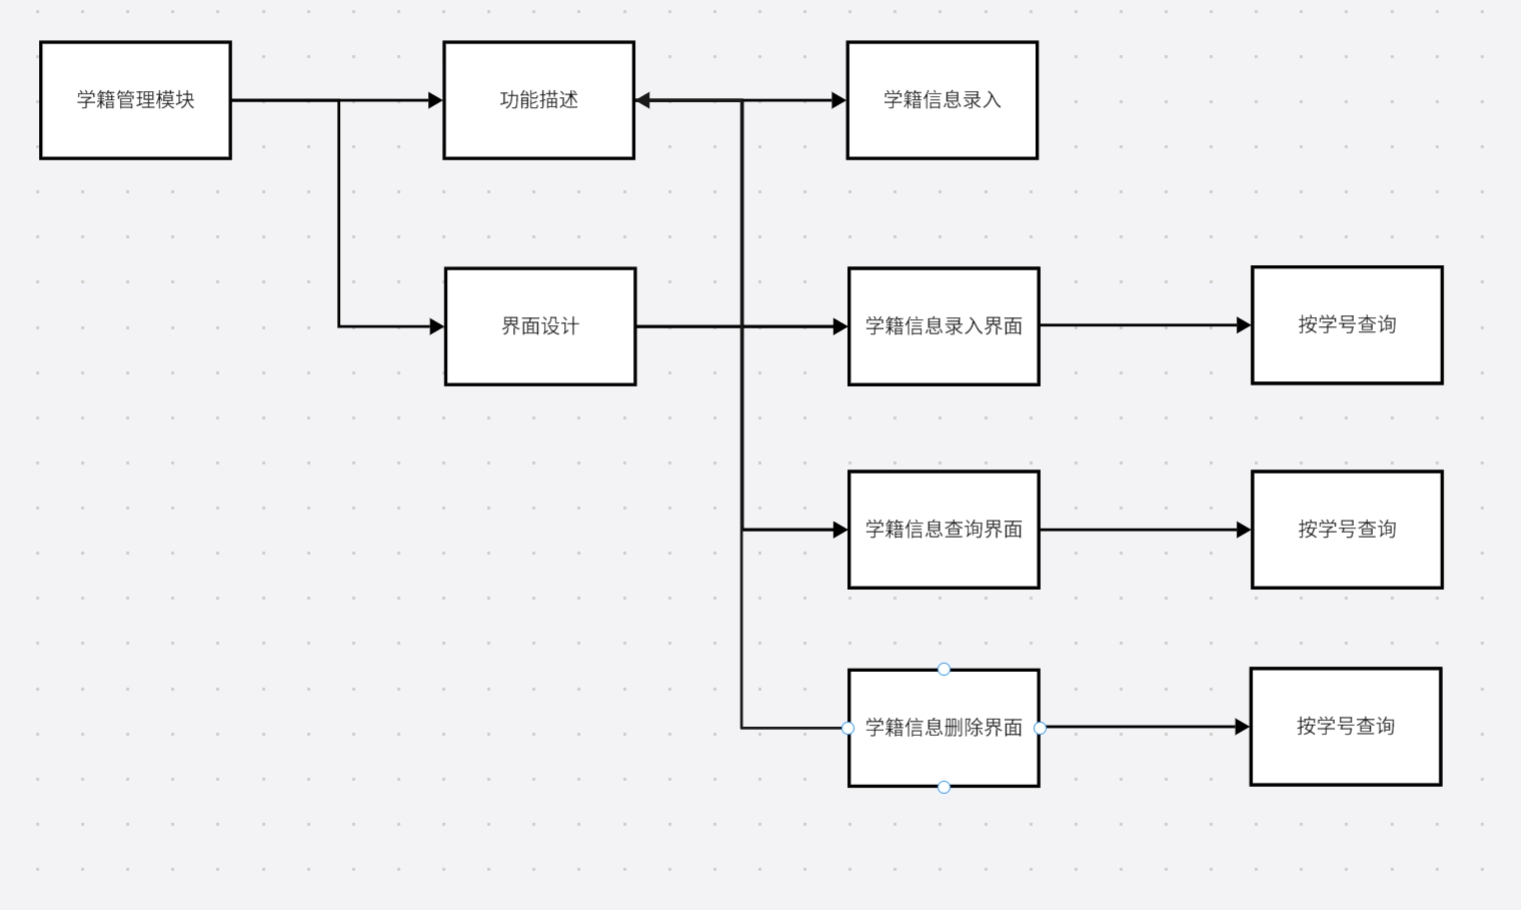 学籍管理模块
功能描述
学籍信息录入
界面设计
学籍信息录入界面
按学号查询
学籍信息查询界面
按学号查询
学籍信息删除界面
按学号查询